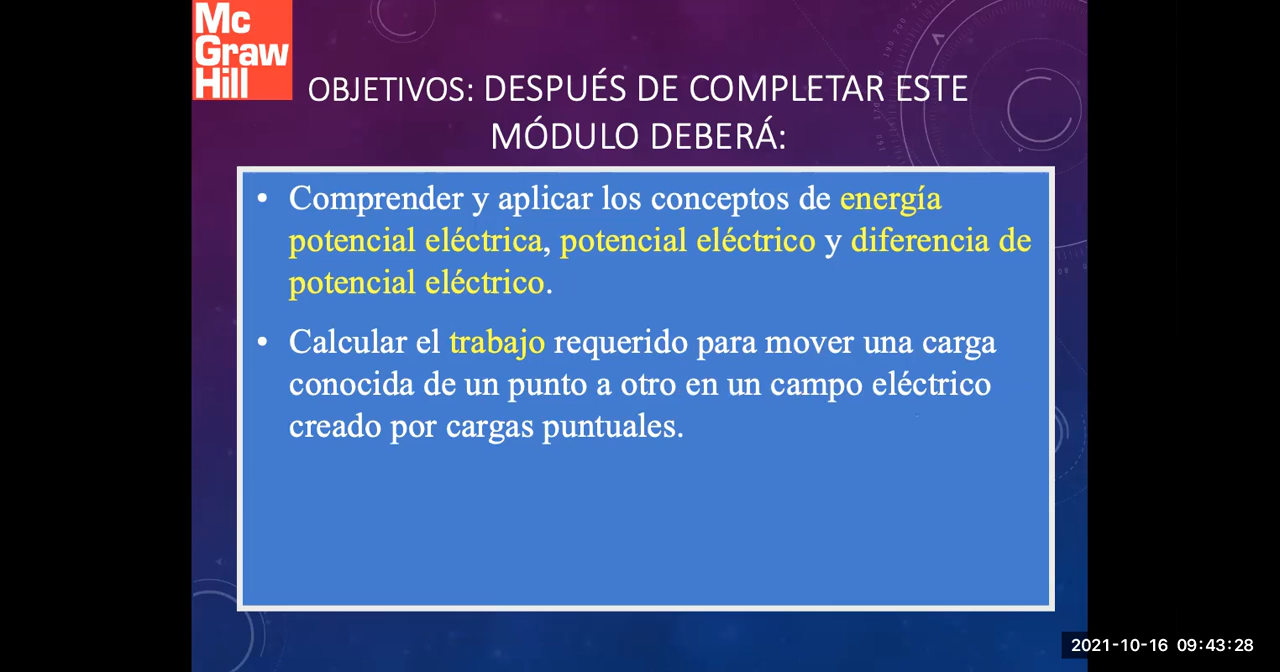 Mc
Graw
Hill
OBJETIVOS: DESPUÉS DE COMPLETAR ESTE
MÓDULO DEBERÁ:
• Comprender y aplicar los conceptos de energía
potencial eléctrica, potencial eléctrico y diferencia de
potencial eléctrico.
• Calcular el trabajo requerido para mover una carga
conocida de un punto a otro en un campo eléctrico
creado por cargas puntuales.
2021-10-16 09:43:28